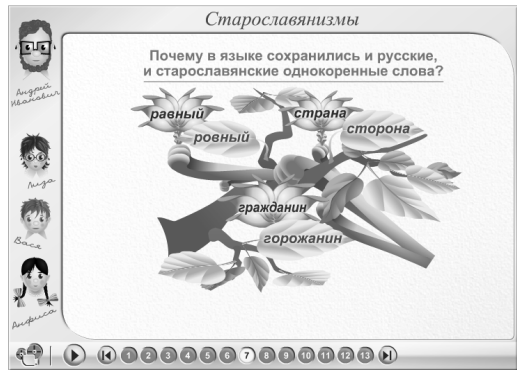 Старославянизмы
Почему в языке сохранились и русские,
и старославянские однокоренные слова?
равный
ровный
страна
сторона
гражданин
горожанин
Андрей
Иванович
Лиза
Вася
Анфиса
1 2 3 4 5 6 7 8 9 10 11 12 13